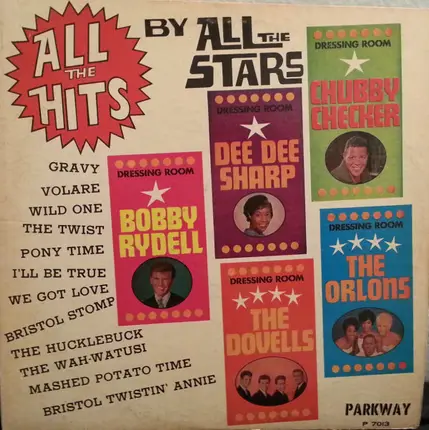 ALL
THE
HITS
BY ALL THE
STARS
DRESSING ROOM
CHUBBY
CHECKER
DRESSING ROOM
DEE DEE
SHARP
DRESSING ROOM
BOBBY
RYDELL
DRESSING ROOM
THE
ORLONS
DRESSING ROOM
THE
DOVELLS
GRAVY
VOLARE
WILD ONE
THE TWIST
PONY TIME
I'LL BE TRUE
WE GOT LOVE
BRISTOL STOMP
THE HUCKLEBUCK
THE WAH-WATUSI
MASHED POTATO TIME
BRISTOL TWISTIN' ANNIE
PARKWAY
P 7013